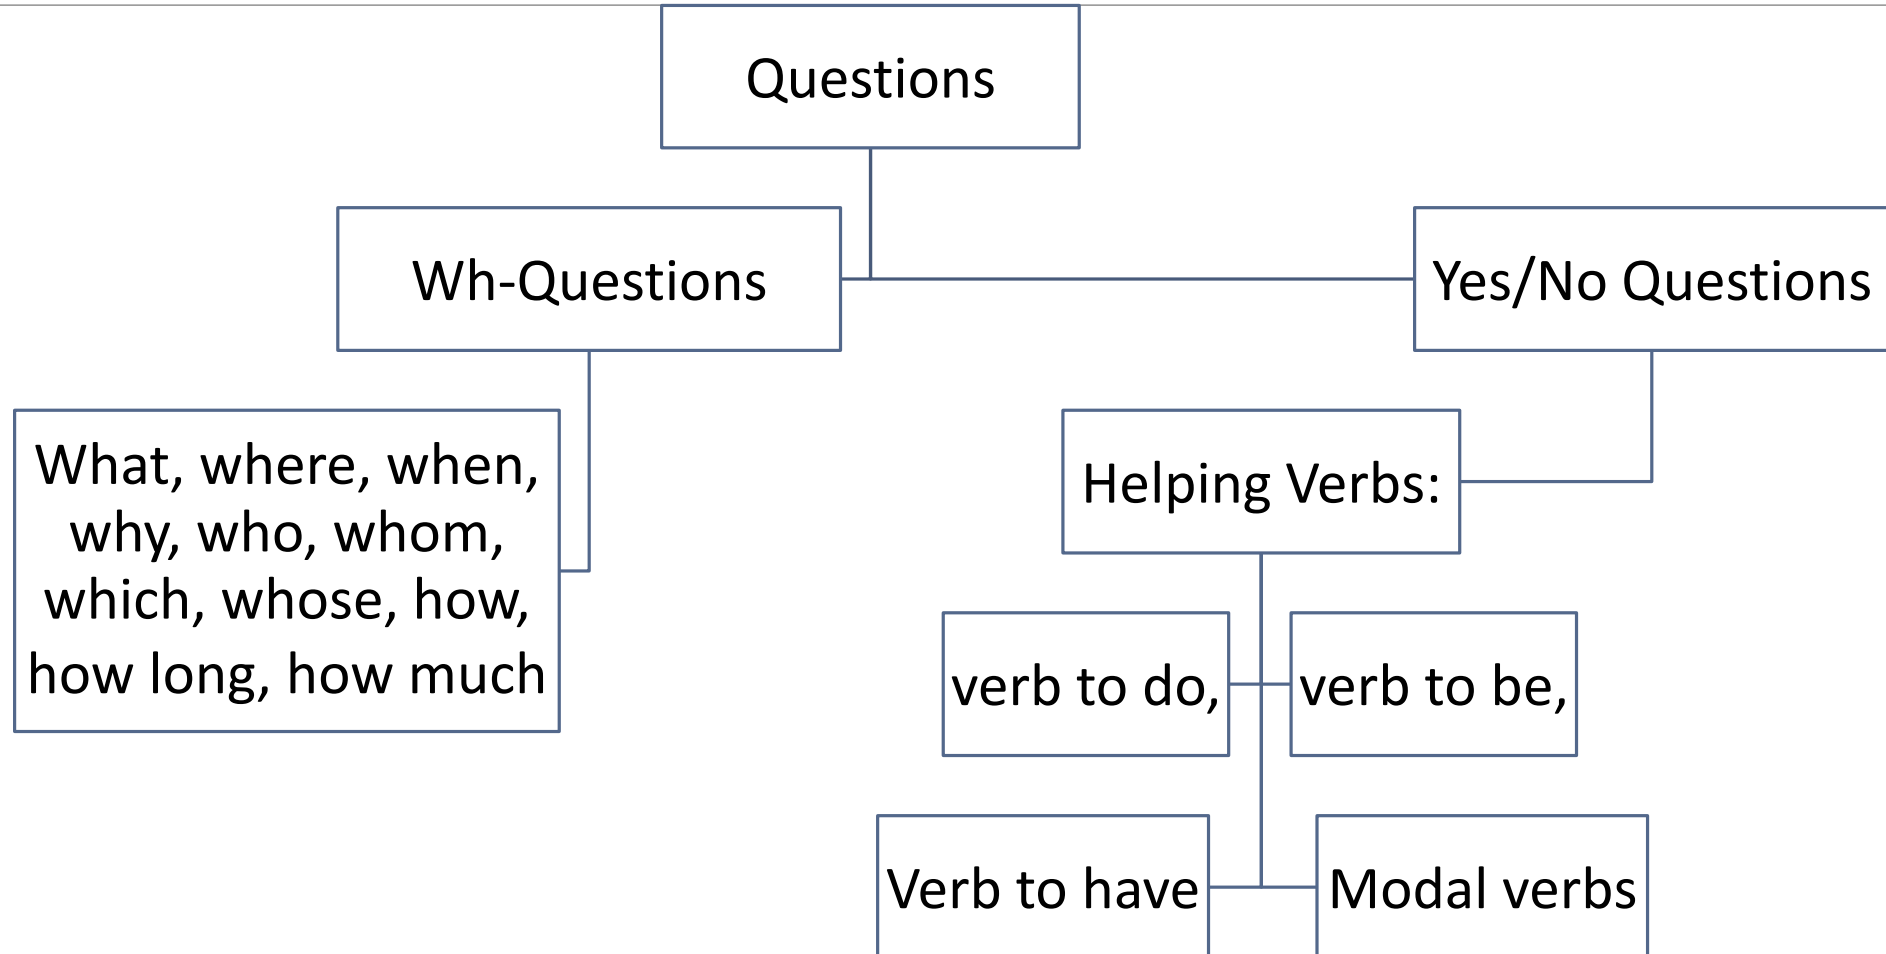 Questions
Wh-Questions
Yes/No Questions
What, where, when,
why, who, whom,
which, whose, how,
how long, how much
Helping Verbs:
verb to do,
verb to be,
Verb to have
Modal verbs